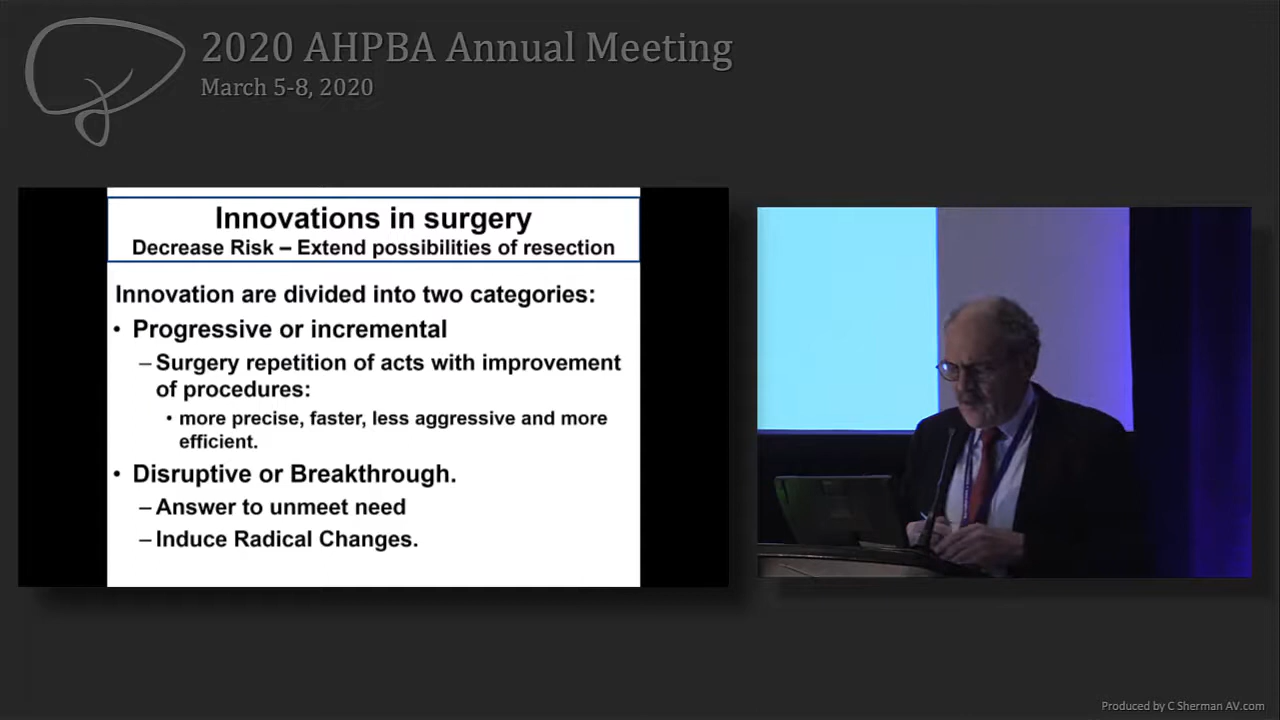 2020 AHPBA Annual Meeting
March 5-8, 2020
Innovations in surgery
Decrease Risk – Extend possibilities of resection
Innovation are divided into two categories:
• Progressive or incremental
– Surgery repetition of acts with improvement
of procedures:
• more precise, faster, less aggressive and more
efficient.
• Disruptive or Breakthrough.
– Answer to unmeet need
– Induce Radical Changes.
Produced by C Sherman AV.com